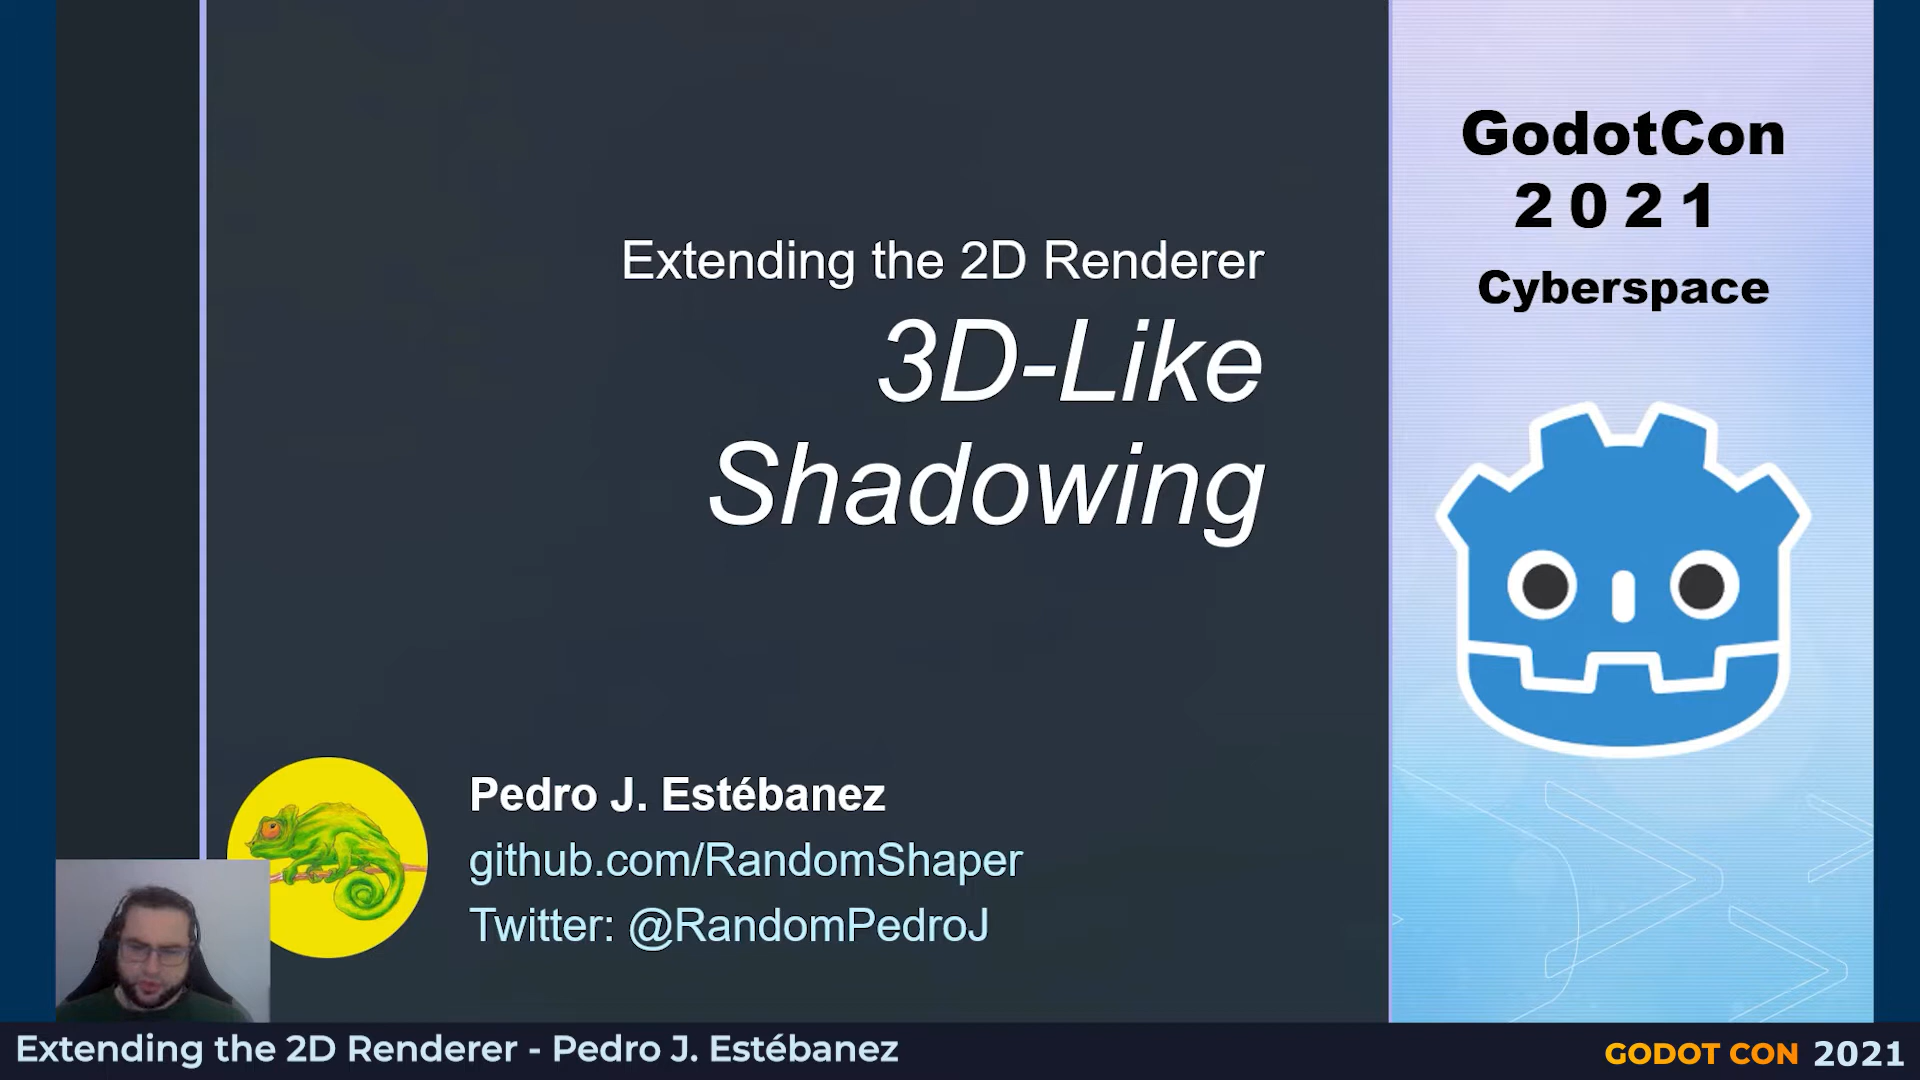 GodotCon
2021
Cyberspace
Extending the 2D Renderer
3D-Like
Shadowing
Pedro J. Estébanez
github.com/RandomShaper
Twitter: @RandomPedroJ
Extending the 2D Renderer - Pedro J. Estébanez
GODOT CON 2021